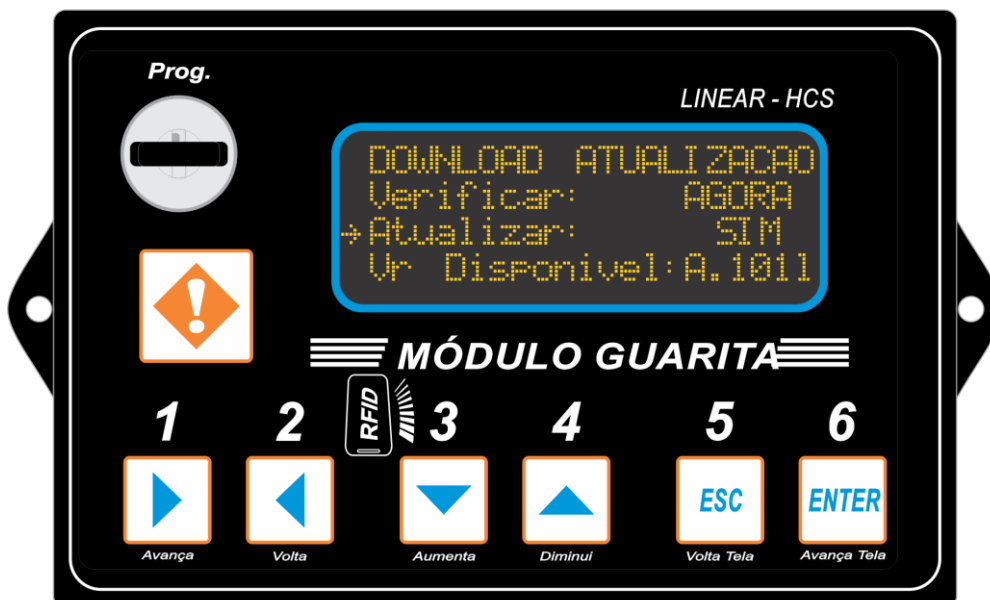 Prog.
LINEAR - HCS
DOWNLOAD ATUALIZACAO
Verificar: AGORA
→Atualizar: SIM
Vr Disponivel:A.101l
!
MÓDULO GUARITA
RFID
1 2 3 4 5 6
ESC ENTER
Avança Volta Aumenta Diminui Volta Tela Avança Tela